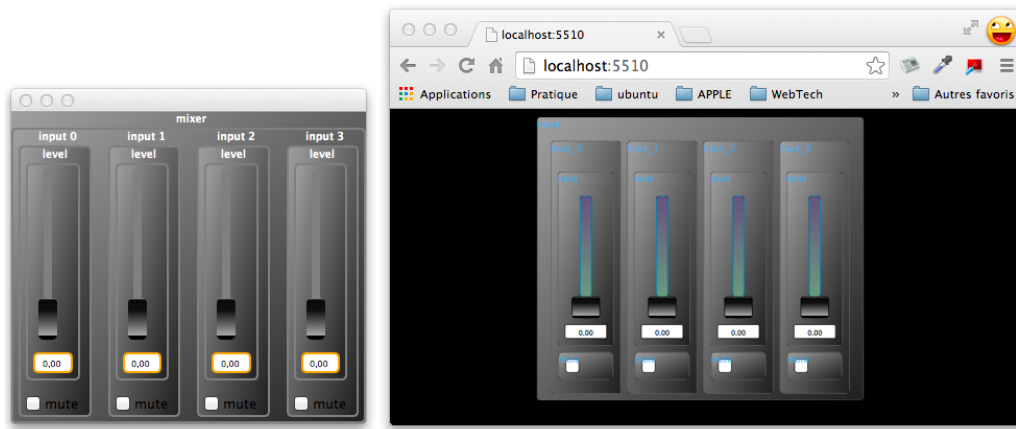 mixer
input 0 input 1 input 2 input 3
level level level level
0,00 0,00 0,00 0,00
mute mute mute mute
localhost:5510
localhost:5510
Applications Pratique ubuntu APPLE WebTech » Autres favoris
0.00 0.00 0.00 0.00